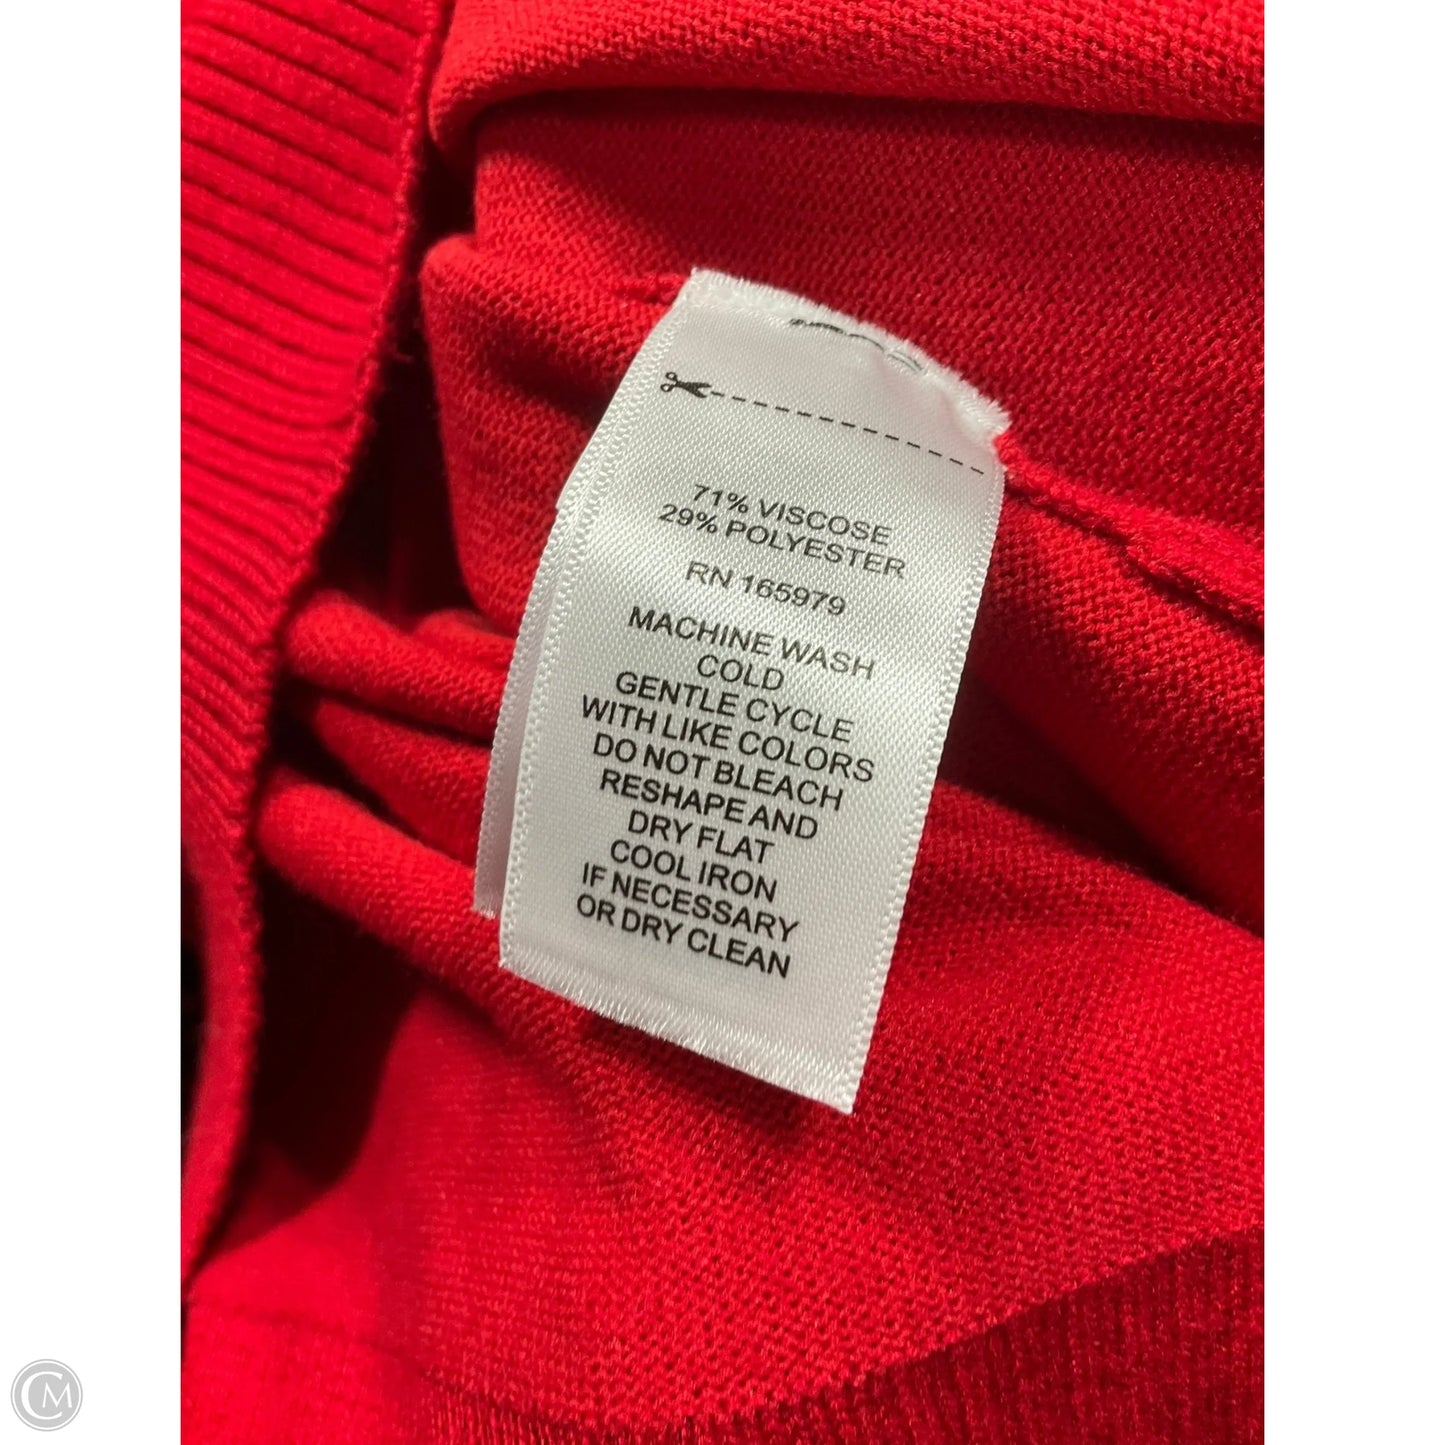 71% VISCOSE
29% POLYESTER
RN 165979
MACHINE WASH
COLD
GENTLE CYCLE
WITH LIKE COLORS
DO NOT BLEACH
RESHAPE AND
DRY FLAT
COOL IRON
IF NECESSARY
OR DRY CLEAN
CM